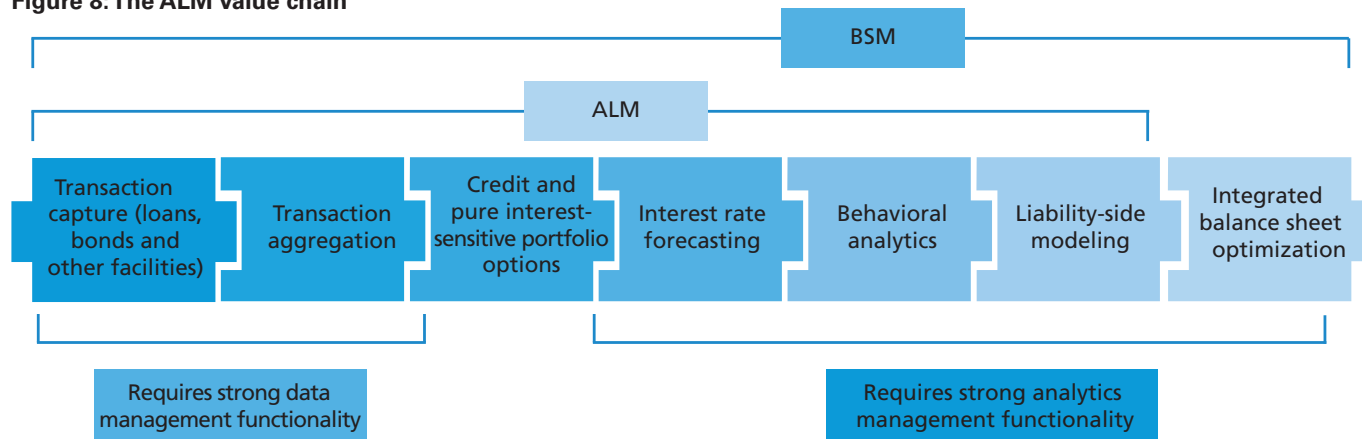 Figure 8: The ALM value chain
BSM
ALM
Transaction
capture (loans,
bonds and
other facilities)
Transaction
aggregation
Credit and
pure interest-
sensitive portfolio
options
Interest rate
forecasting
Behavioral
analytics
Liability-side
modeling
Integrated
balance sheet
optimization
Requires strong data
management functionality
Requires strong analytics
management functionality